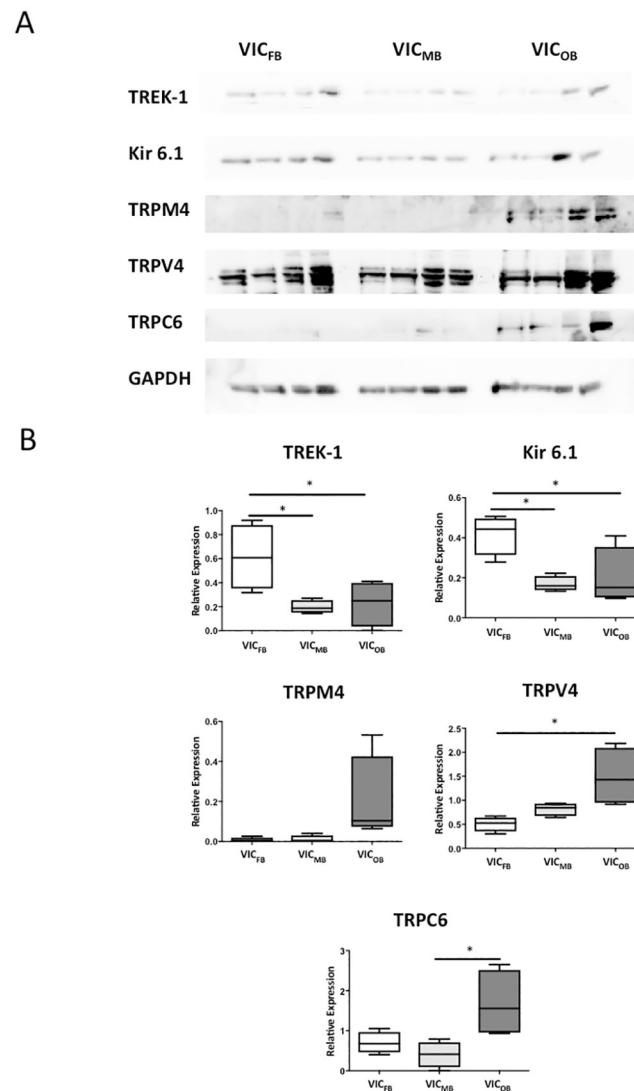 A
VIC_FB VIC_MB VIC_OB
TREK-1
Kir 6.1
TRPM4
TRPV4
TRPC6
GAPDH
B
TREK-1
*
*
Relative Expression
1.0
0.8
0.6
0.4
0.2
0.0
VIC_FB VIC_MB VIC_OB
Kir 6.1
*
*
Relative Expression
0.6
0.4
0.2
0.0
VIC_FB VIC_MB VIC_OB
TRPM4
Relative Expression
0.6
0.4
0.2
0.0
VIC_FB VIC_MB VIC_OB
TRPV4
*
Relative Expression
2.5
2.0
1.5
1.0
0.5
0.0
VIC_FB VIC_MB VIC_OB
TRPC6
*
Relative Expression
3
2
1
0
VIC_FB VIC_MB VIC_OB